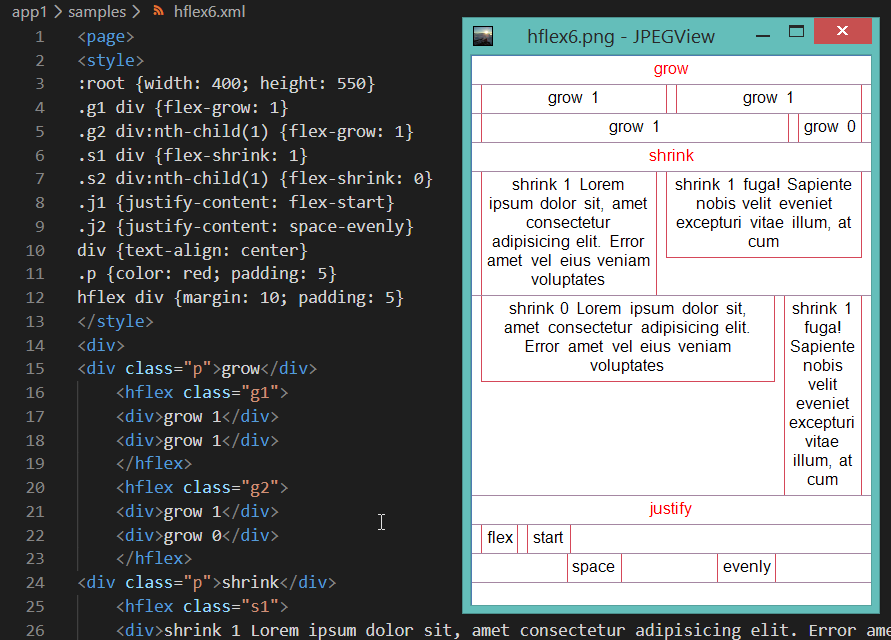 app1 > samples > hflex6.xml
1 <page>
2 <style>
3 :root {width: 400; height: 550}
4 .g1 div {flex-grow: 1}
5 .g2 div:nth-child(1) {flex-grow: 1}
6 .s1 div {flex-shrink: 1}
7 .s2 div:nth-child(1) {flex-shrink: 0}
8 .j1 {justify-content: flex-start}
9 .j2 {justify-content: space-evenly}
10 div {text-align: center}
11 .p {color: red; padding: 5}
12 hflex div {margin: 10; padding: 5}
13 </style>
14 <div>
15 <div class="p">grow</div>
16 <hflex class="g1">
17 <div>grow 1</div>
18 <div>grow 1</div>
19 </hflex>
20 <hflex class="g2">
21 <div>grow 1</div>
22 <div>grow 0</div>
23 </hflex>
24 <div class="p">shrink</div>
25 <hflex class="s1">
26 <div>shrink 1 Lorem ipsum dolor sit, amet consectetur adipisicing elit. Error ame
hflex6.png - JPEGView
grow
grow 1 grow 1
grow 1 grow 0
shrink
shrink 1 Lorem
ipsum dolor sit, amet
consectetur
adipisicing elit. Error
amet vel eius veniam
voluptates
shrink 1 fuga! Sapiente
nobis velit eveniet
excepturi vitae illum, at
cum
shrink 0 Lorem ipsum dolor sit,
amet consectetur adipisicing elit.
Error amet vel eius veniam
voluptates
shrink 1
fuga!
Sapiente
nobis
velit
eveniet
excepturi
vitae
illum, at
cum
justify
flex start
space evenly